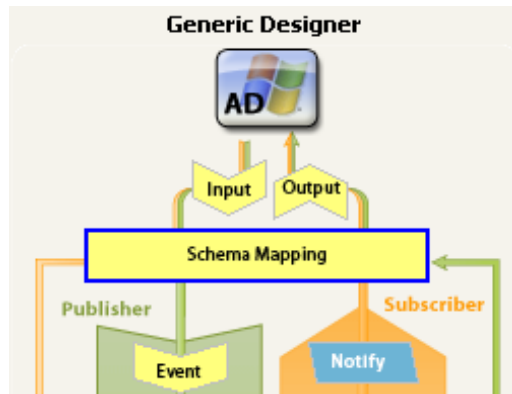 Generic Designer
AD
Input
Output
Schema Mapping
Publisher
Subscriber
Event
Notify